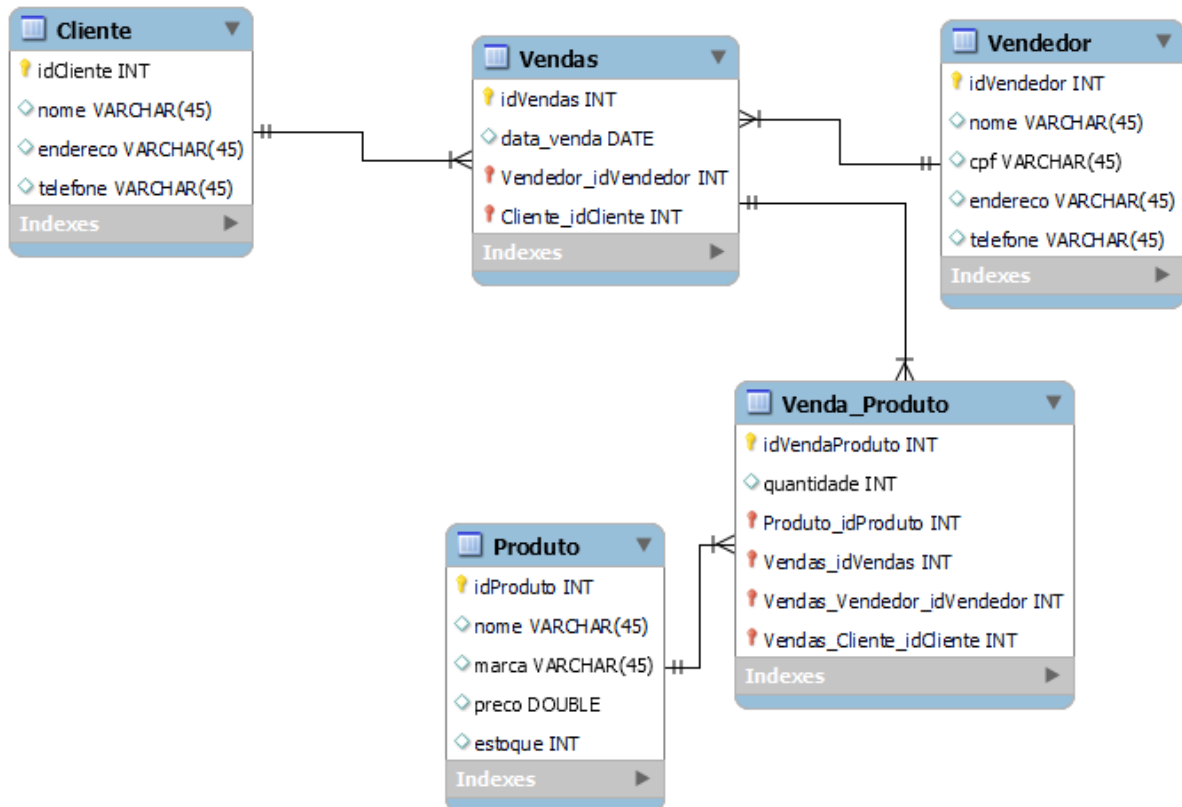 Cliente
idCliente INT
nome VARCHAR(45)
endereco VARCHAR(45)
telefone VARCHAR(45)
Indexes
Vendas
idVendas INT
data_venda DATE
Vendedor_idVendedor INT
Cliente_idCliente INT
Indexes
Vendedor
idVendedor INT
nome VARCHAR(45)
cpf VARCHAR(45)
endereco VARCHAR(45)
telefone VARCHAR(45)
Indexes
Venda_Produto
idVendaProduto INT
quantidade INT
Produto_idProduto INT
Vendas_idVendas INT
Vendas_Vendedor_idVendedor INT
Vendas_Cliente_idCliente INT
Indexes
Produto
idProduto INT
nome VARCHAR(45)
marca VARCHAR(45)
preco DOUBLE
estoque INT
Indexes